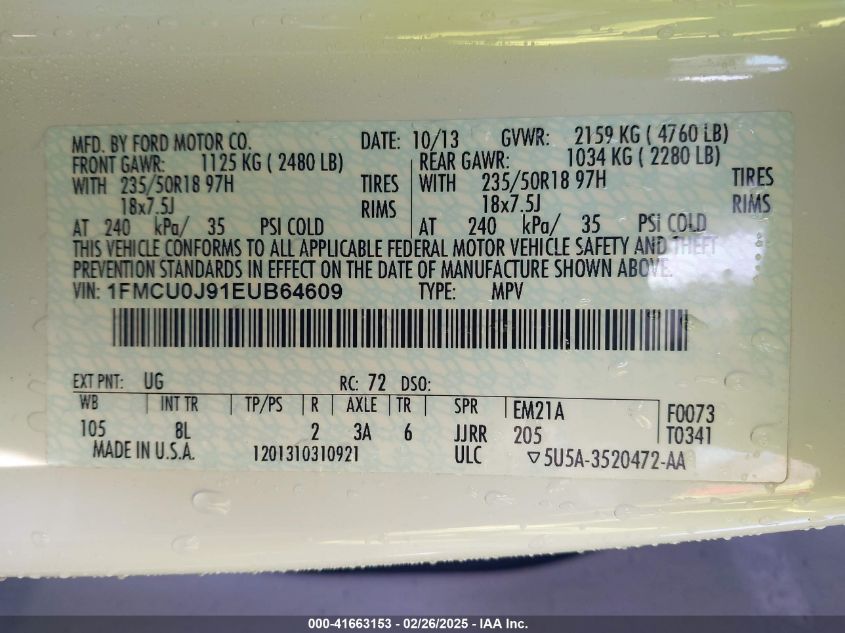 MFD. BY FORD MOTOR CO. DATE: 10/13 GVWR: 2159 KG ( 4760 LB)
FRONT GAWR: 1125 KG ( 2480 LB) REAR GAWR: 1034 KG ( 2280 LB)
WITH 235/50R18 97H TIRES WITH 235/50R18 97H TIRES
18x7.5J RIMS 18x7.5J RIMS
AT 240 kPa/ 35 PSI COLD AT 240 kPa/ 35 PSI COLD
THIS VEHICLE CONFORMS TO ALL APPLICABLE FEDERAL MOTOR VEHICLE SAFETY AND THEFT
PREVENTION STANDARDS IN EFFECT ON THE DATE OF MANUFACTURE SHOWN ABOVE.
VIN: 1FMCU0J91EUB64609 TYPE: MPV
EXT PNT: UG RC: 72 DSO:
WB INT TR TP/PS R AXLE TR SPR EM21A F0073
105 8L 2 3A 6 JJRR 205 T0341
MADE IN U.S.A. 1201310310921 ULC ▽5U5A-3520472-AA
000-41663153 - 02/26/2025 - IAA Inc.